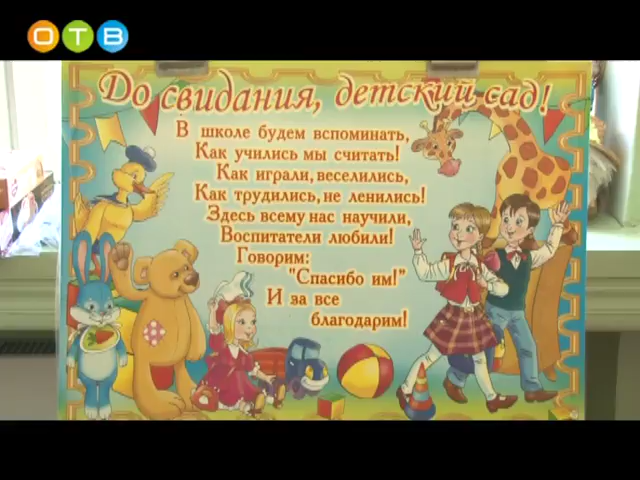 ОТВ
До свидания, детский сад!
В школе будем вспоминать,
Как учились мы считать!
Как играли, веселились,
Как трудились, не ленились!
Здесь всему нас научили,
Воспитатели любили!
Говорим:
"Спасибо им!"
И за все
благодарим!